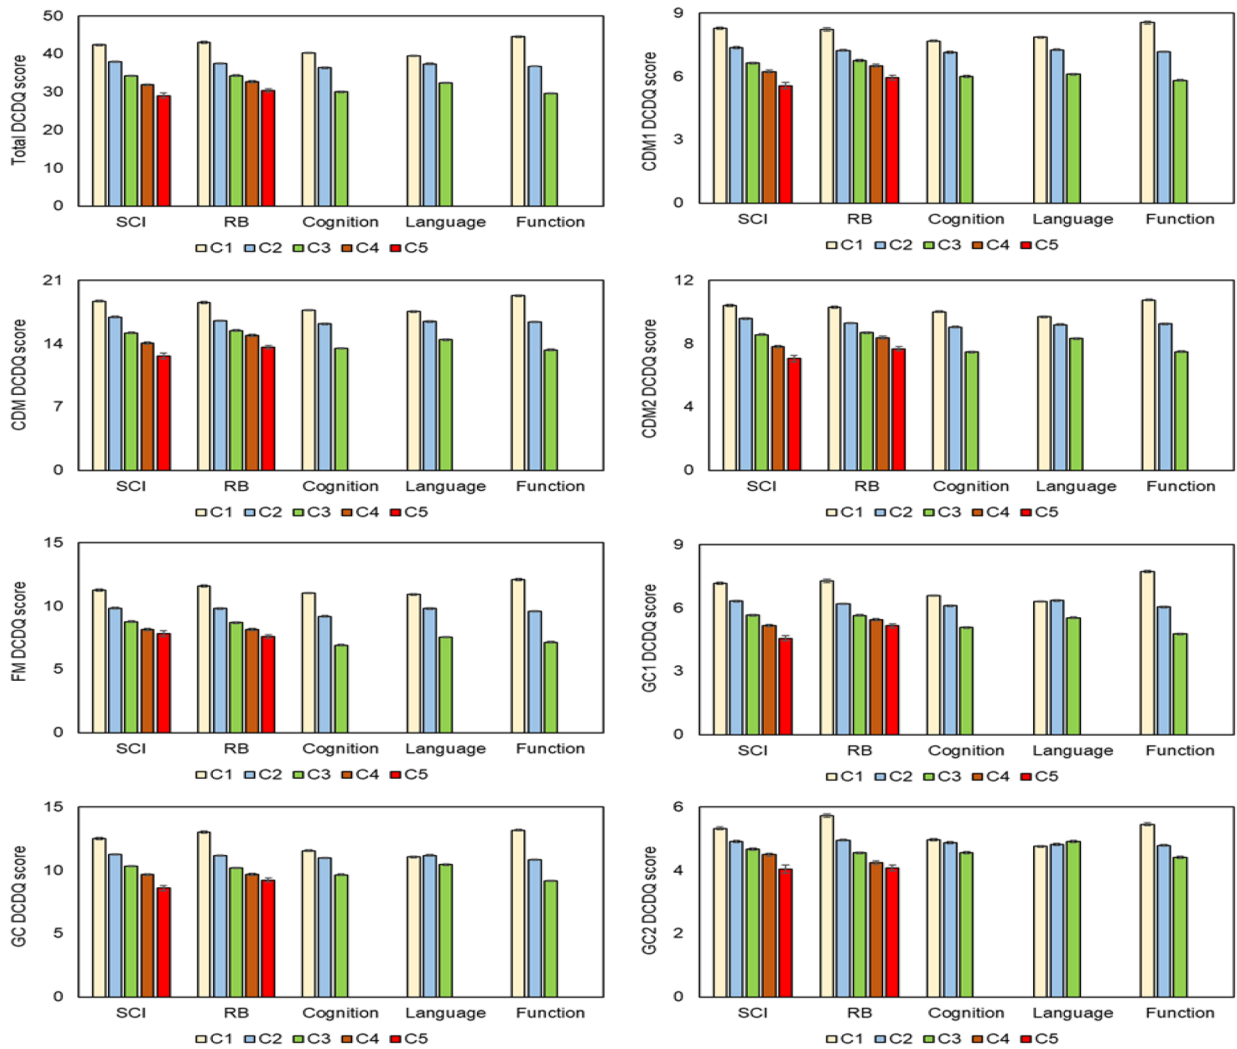 Total DCDQ score
50
40
30
20
10
0
SCI RB Cognition Language Function
C1 C2 C3 C4 C5
CDM1 DCDQ score
9
6
3
0
SCI RB Cognition Language Function
C1 C2 C3 C4 C5
CDM DCDQ score
21
14
7
0
SCI RB Cognition Language Function
C1 C2 C3 C4 C5
CDM2 DCDQ score
12
8
4
0
SCI RB Cognition Language Function
C1 C2 C3 C4 C5
FM DCDQ score
15
10
5
0
SCI RB Cognition Language Function
C1 C2 C3 C4 C5
GC1 DCDQ score
9
6
3
0
SCI RB Cognition Language Function
C1 C2 C3 C4 C5
GC DCDQ score
15
10
5
0
SCI RB Cognition Language Function
C1 C2 C3 C4 C5
GC2 DCDQ score
6
4
2
0
SCI RB Cognition Language Function
C1 C2 C3 C4 C5